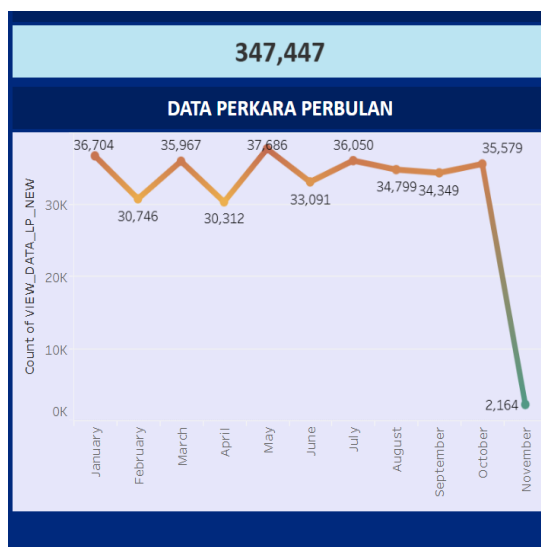 347,447
DATA PERKARA PERBULAN
36,704
35,967
37,686
36,050
35,579
34,799
34,349
33,091
30,746
30,312
2,164
Count of VIEW_DATA_LP_NEW
30K
20K
10K
0K
January
February
March
April
May
June
July
August
September
October
November